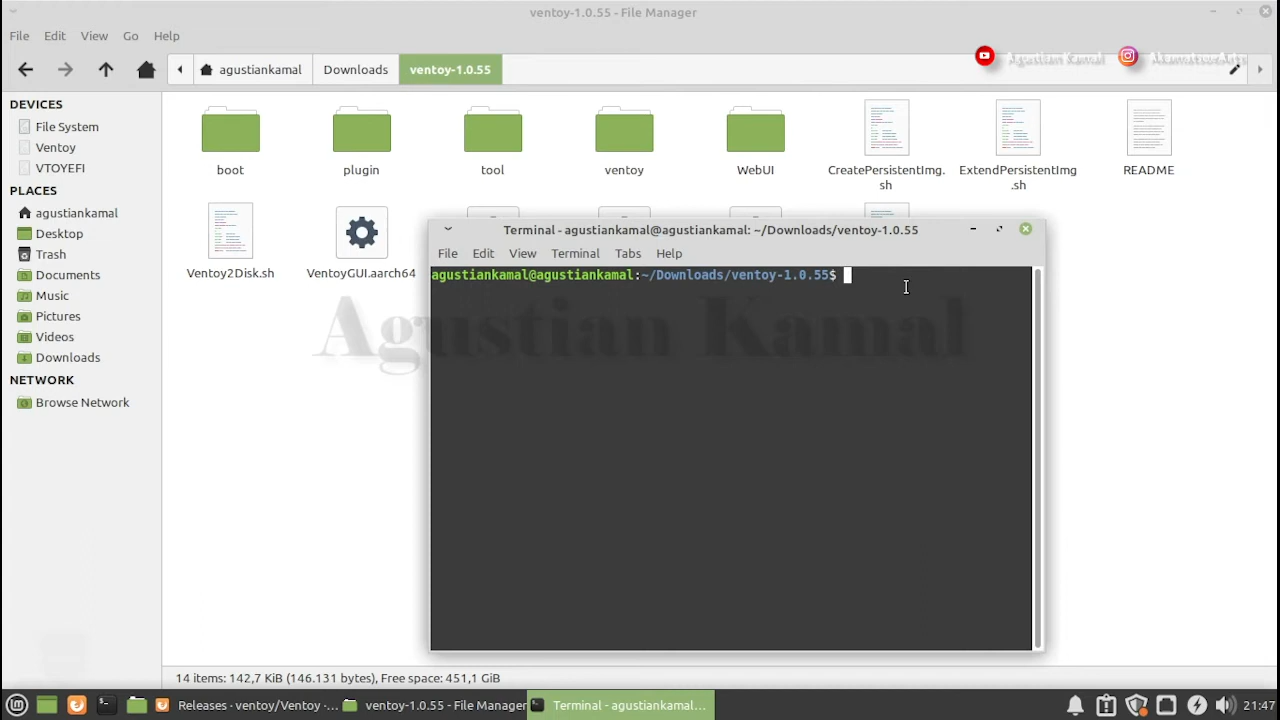 ventoy-1.0.55 - File Manager
File Edit View Go Help
agustiankamal Downloads ventoy-1.0.55
Agustian Kamal
DEVICES
File System
Ventoy
VTOYEFI
PLACES
agustiankamal
Desktop
Trash
Documents
Music
Pictures
Videos
Downloads
NETWORK
Browse Network
boot plugin tool ventoy WebUI CreatePersistentImg. ExtendPersistentImg README
sh .sh
Ventoy2Disk.sh VentoyGUI.aarch64
Terminal - agustiankamal@agustiankamal: ~/Downloads/ventoy-1.0.55
File Edit View Terminal Tabs Help
agustiankamal@agustiankamal:~/Downloads/ventoy-1.0.55$
Agustian Kamal
14 items: 142,7 KiB (146.131 bytes), Free space: 451,1 GiB
Releases · ventoy/Ventoy ·... ventoy-1.0.55 - File Manager Terminal - agustiankamal... 21:47